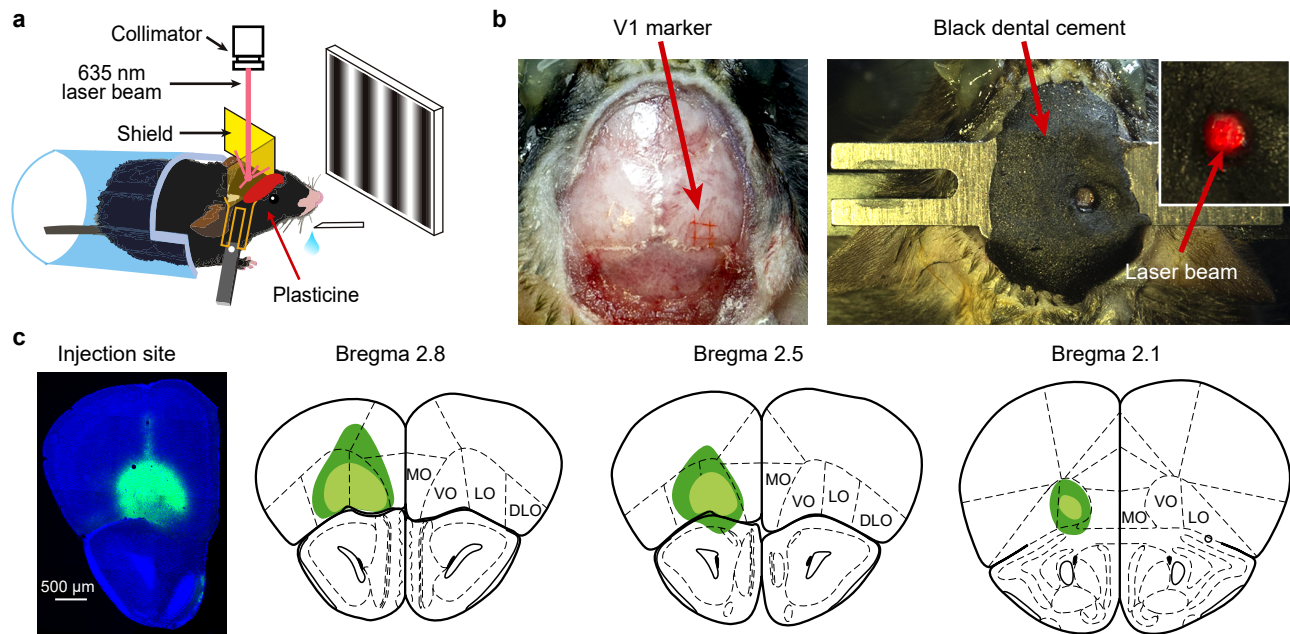 a
Collimator
635 nm
laser beam
Shield
Plasticine
b
V1 marker
Black dental cement
Laser beam
c
Injection site
500 µm
Bregma 2.8
MO
VO
LO
DLO
Bregma 2.5
MO
VO
LO
DLO
Bregma 2.1
MO
VO
LO